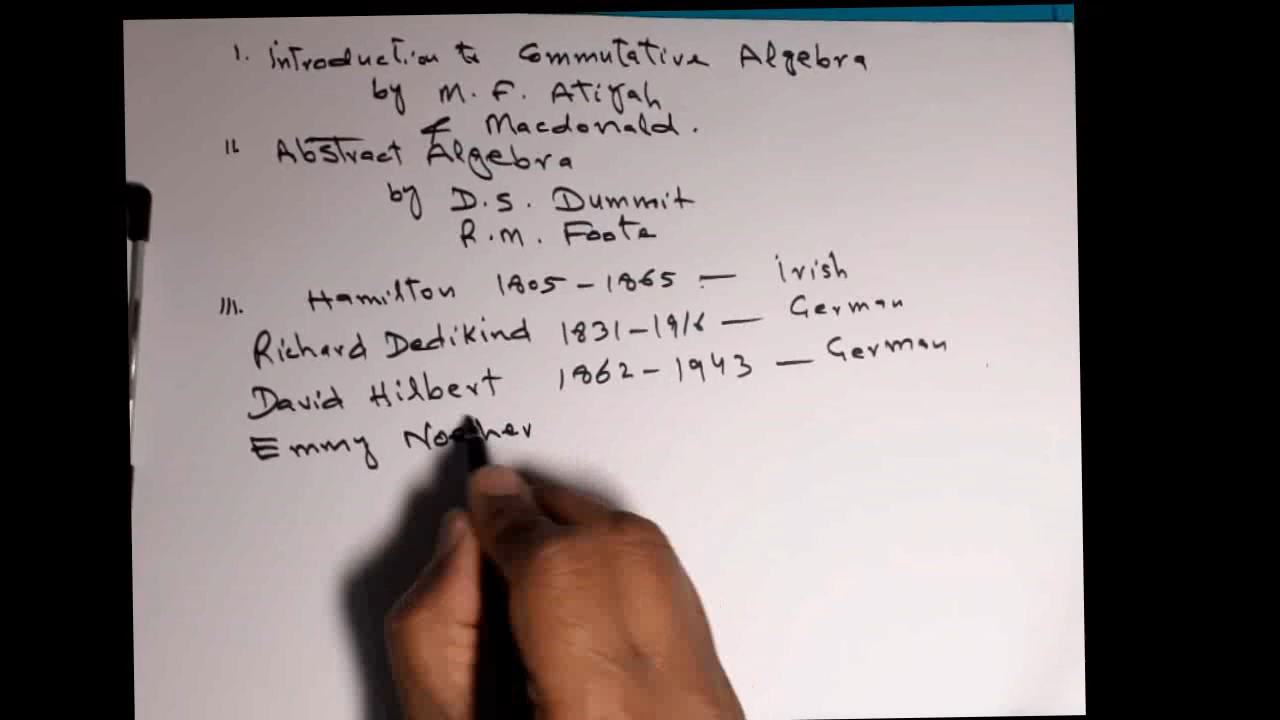 I. Introduction to Commutative Algebra
by M. F. Atiyah
& Macdonald.
II. Abstract Algebra
by D.S. Dummit
R.M. Foote
III. Hamilton 1805-1865 — Irish
Richard Dedikind 1831-1916 — German
David Hilbert 1862-1943 — German
Emmy Noether